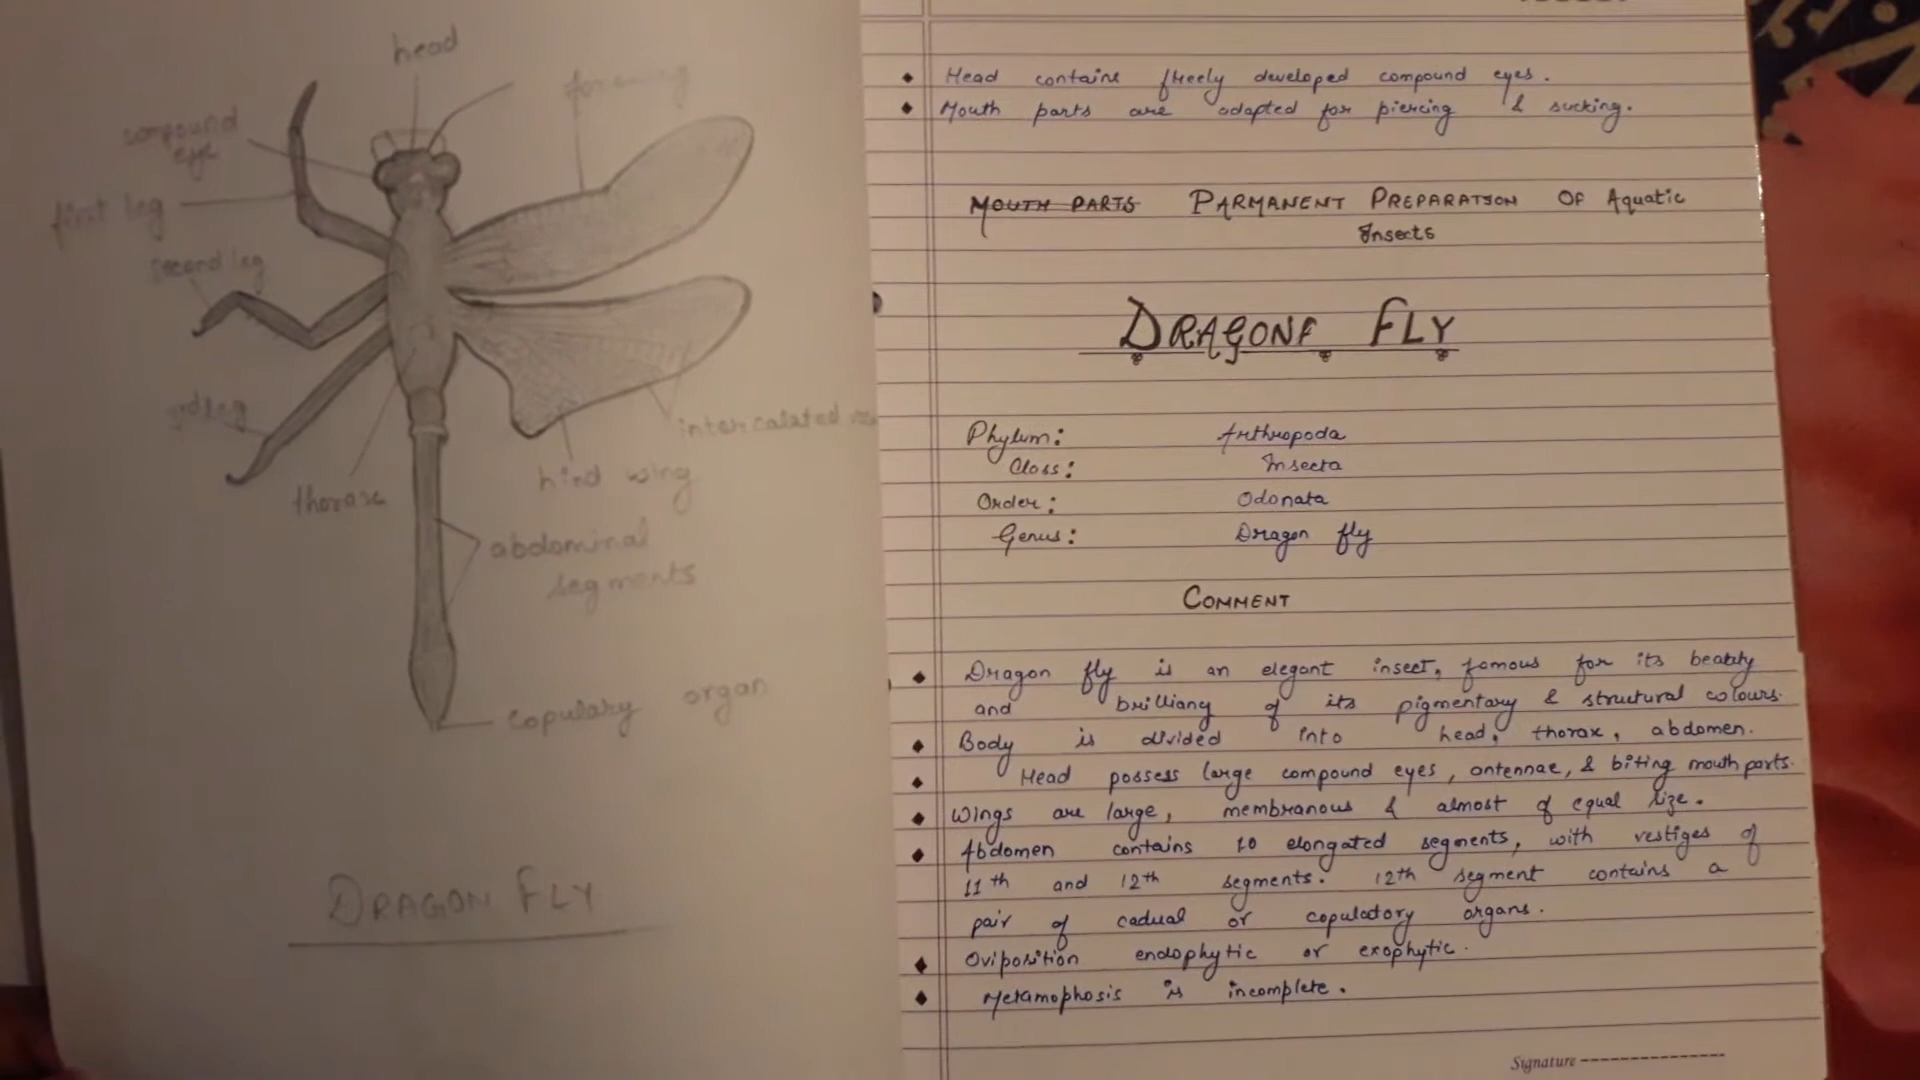 head
fore wing
compound
eye
first leg
second leg
3rd leg
thorax
hind wing
intercalated
abdominal
segments
copulary organ
DRAGON FLY
Head contains freely developed compound eyes.
Mouth parts are adapted for piercing & sucking.
MOUTH PARTS PARMANENT PREPARATION OF Aquatic
Insects
DRAGONE FLY
Phylum: Arthropoda
Class: Insecta
Order: Odonata
Genus: Dragon fly
COMMENT
Dragon fly is an elegant insect, famous for its beatity
and brilliany of its pigmentary & structural colours.
Body is divided into head, thorax, abdomen.
Head possess large compound eyes, antennae, & biting mouth parts.
Wings are large, membranous & almost of equal size.
Abdomen contains 10 elongated segments, with vestiges of
11th and 12th segments. 12th segment contains a
pair of cadual or copulatory organs.
Oviposition endophytic or exophytic.
Metamophosis is incomplete.
Signature